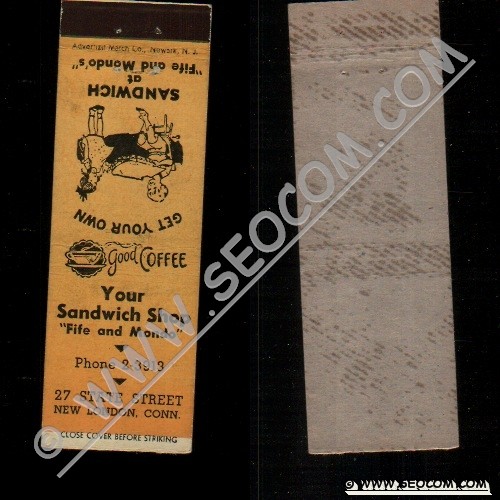 Advermat Match Co., Newark, N. J.
"Fife and Mondo's"
at
SANDWICH
GET YOUR OWN
good COFFEE
Your
Sandwich Shop
"Fife and Mondo"
Phone 2-3913
27 STATE STREET
NEW LONDON, CONN.
CLOSE COVER BEFORE STRIKING
© WWW.SEOCOM.COM
© WWW.SEOCOM.COM